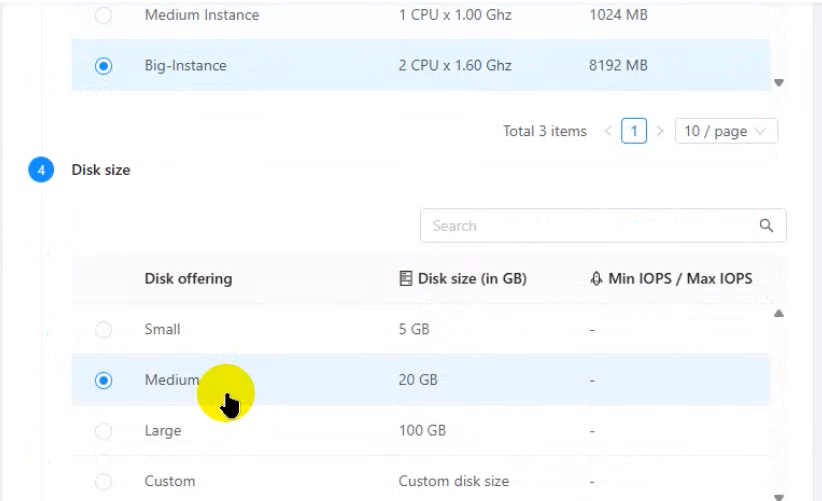 Medium Instance 1 CPU x 1.00 Ghz 1024 MB
Big-Instance 2 CPU x 1.60 Ghz 8192 MB
Total 3 items < 1 > 10 / page
4 Disk size
Search
Disk offering Disk size (in GB) Min IOPS / Max IOPS
Small 5 GB -
Medium 20 GB -
Large 100 GB -
Custom Custom disk size -